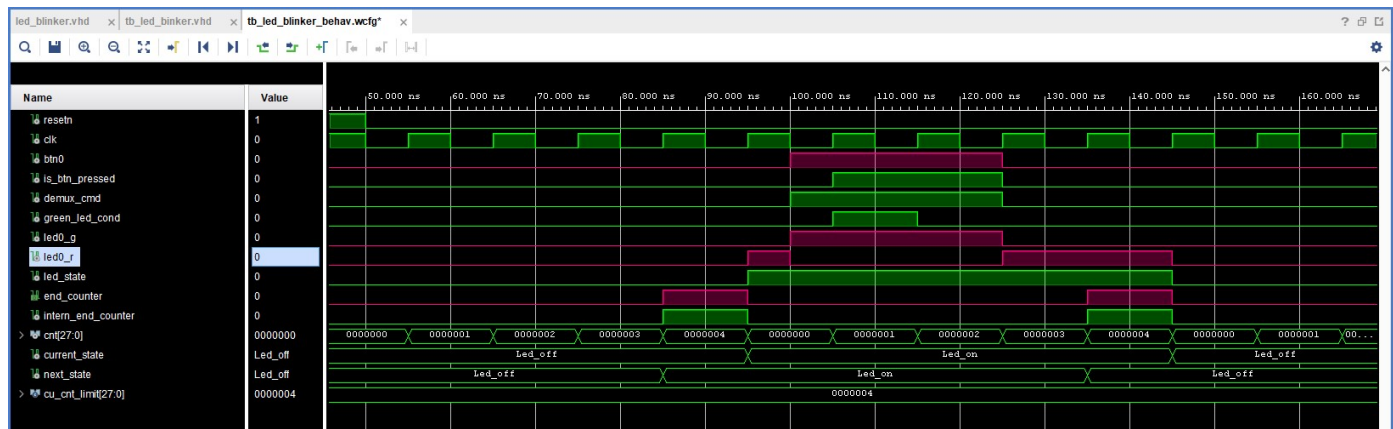 led_blinker.vhd × tb_led_binker.vhd × tb_led_blinker_behav.wcfg* × ?
Name Value 50.000 ns 60.000 ns 70.000 ns 80.000 ns 90.000 ns 100.000 ns 110.000 ns 120.000 ns 130.000 ns 140.000 ns 150.000 ns 160.000 ns
resetn 1
clk 0
btn0 0
is_btn_pressed 0
demux_cmd 0
green_led_cond 0
led0_g 0
led0_r 0
led_state 0
end_counter 0
intern_end_counter 0
> cnt[27:0] 0000000 0000000 0000001 0000002 0000003 0000004 0000000 0000001 0000002 0000003 0000004 0000000 0000001 00...
current_state Led_off Led_off Led_on Led_off
next_state Led_off Led_off Led_on Led_off
> cu_cnt_limit[27:0] 0000004 0000004